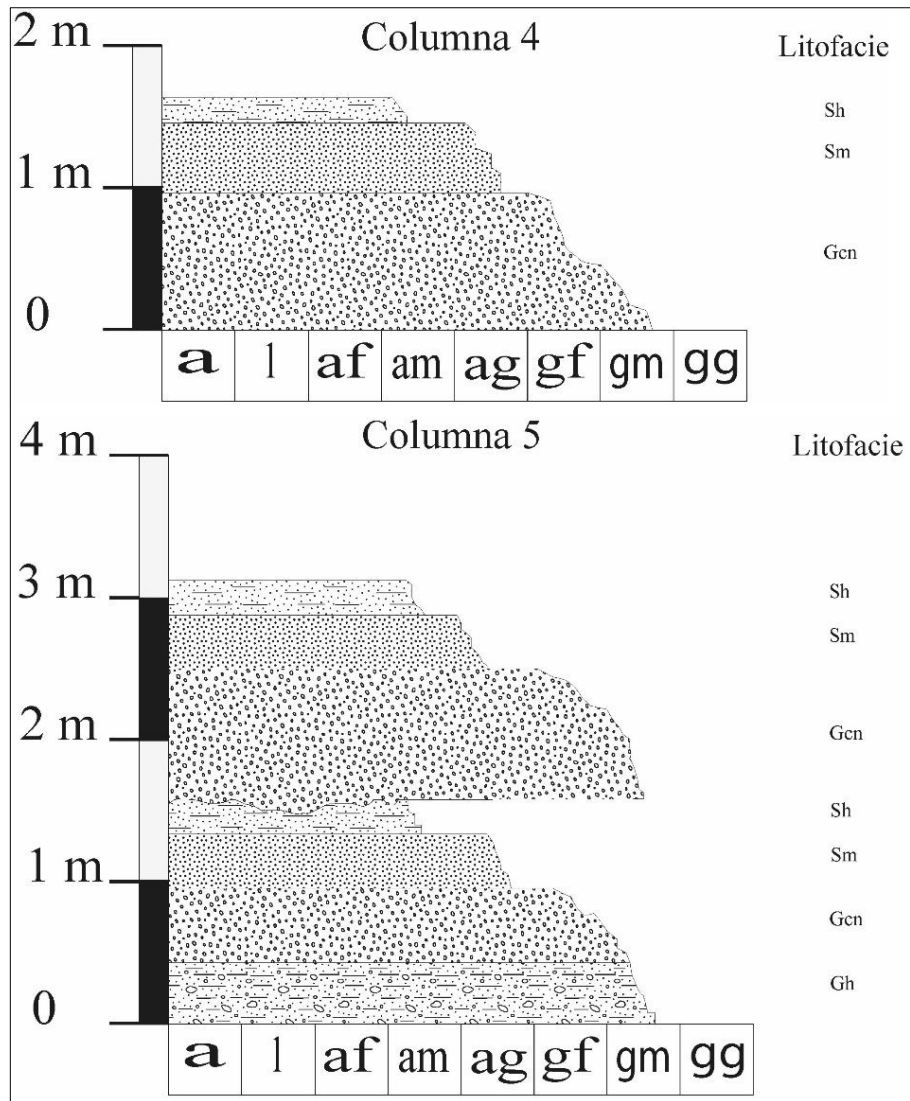 2 m
Columna 4
Litofacie
Sh
Sm
1 m
Gcn
0
a l af am ag gf gm gg
4 m
Columna 5
Litofacie
3 m
Sh
Sm
2 m
Gcn
Sh
Sm
1 m
Gcn
Gh
0
a l af am ag gf gm gg